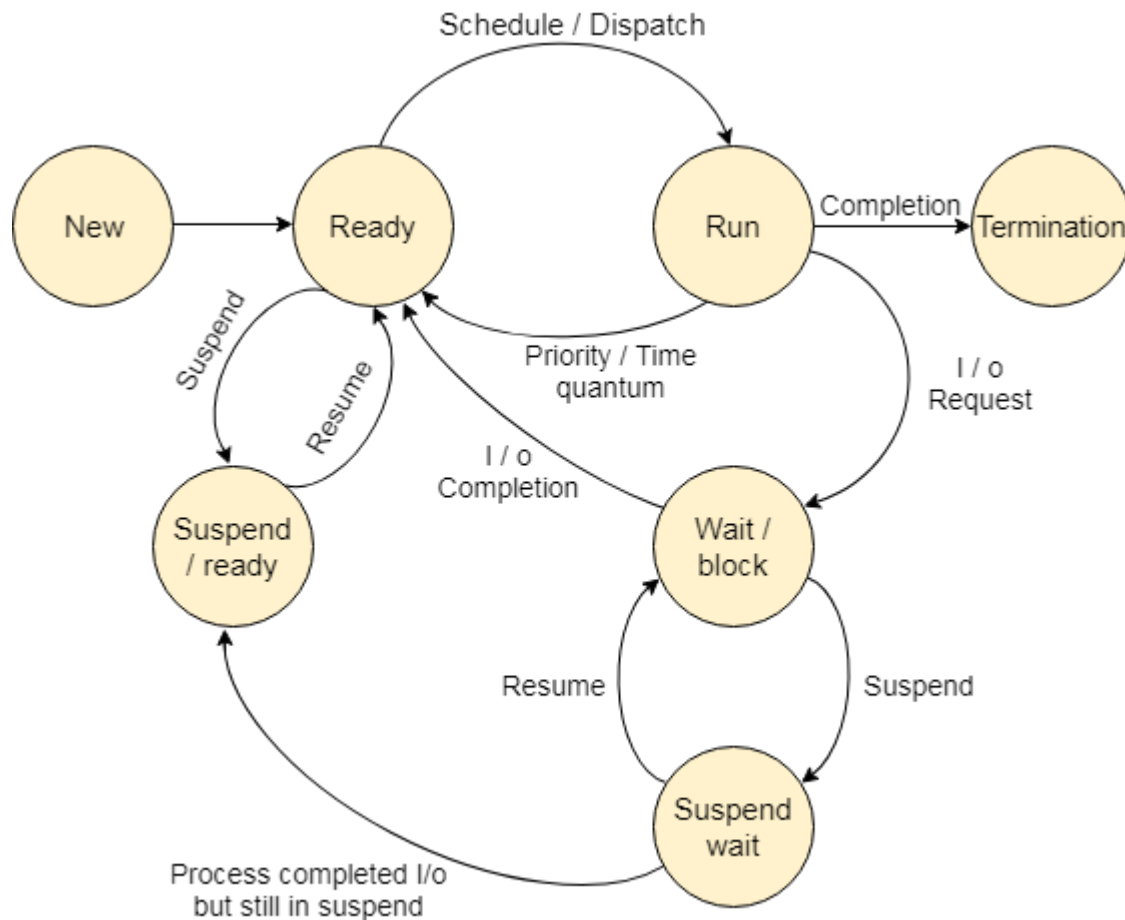 Schedule / Dispatch
New
Ready
Run
Completion
Termination
Suspend
Resume
Priority / Time
quantum
I / o
Request
I / o
Completion
Suspend
/ ready
Wait /
block
Resume
Suspend
Suspend
wait
Process completed I/o
but still in suspend